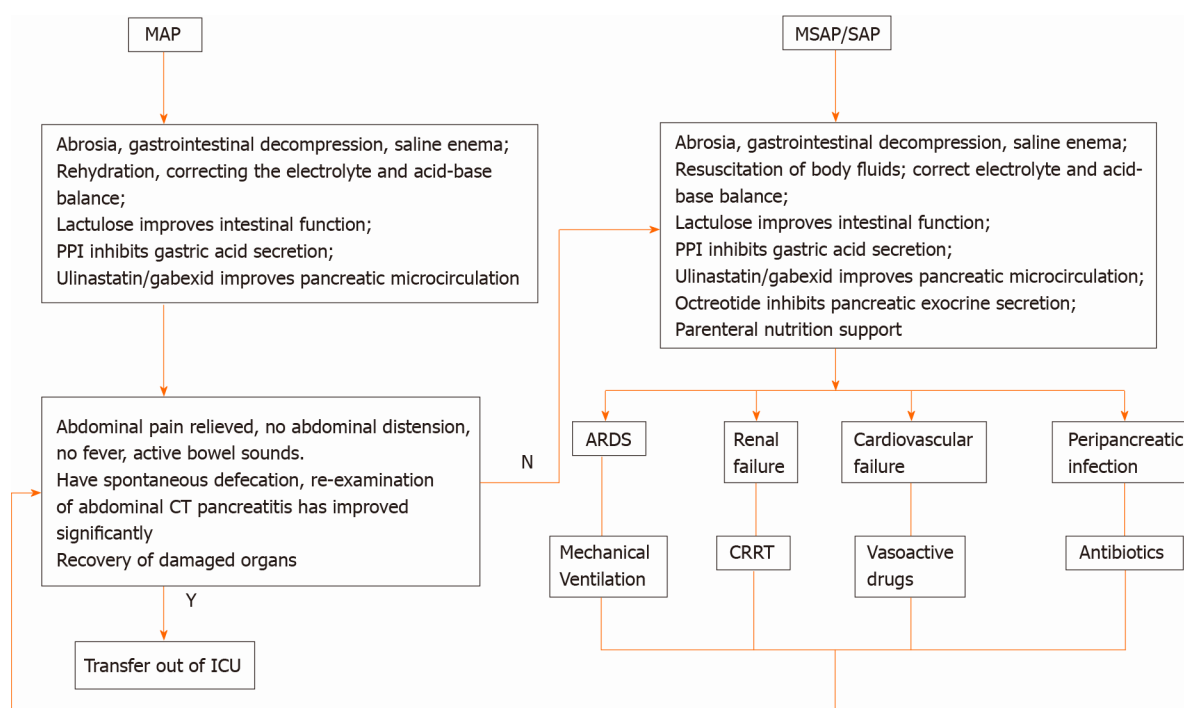 MAP
Abrosia, gastrointestinal decompression, saline enema;
Rehydration, correcting the electrolyte and acid-base
balance;
Lactulose improves intestinal function;
PPI inhibits gastric acid secretion;
Ulinastatin/gabexid improves pancreatic microcirculation
Abdominal pain relieved, no abdominal distension,
no fever, active bowel sounds.
Have spontaneous defecation, re-examination
of abdominal CT pancreatitis has improved
significantly
Recovery of damaged organs
N
Y
Transfer out of ICU
MSAP/SAP
Abrosia, gastrointestinal decompression, saline enema;
Resuscitation of body fluids; correct electrolyte and acid-
base balance;
Lactulose improves intestinal function;
PPI inhibits gastric acid secretion;
Ulinastatin/gabexid improves pancreatic microcirculation;
Octreotide inhibits pancreatic exocrine secretion;
Parenteral nutrition support
ARDS
Renal
failure
Cardiovascular
failure
Peripancreatic
infection
Mechanical
Ventilation
CRRT
Vasoactive
drugs
Antibiotics